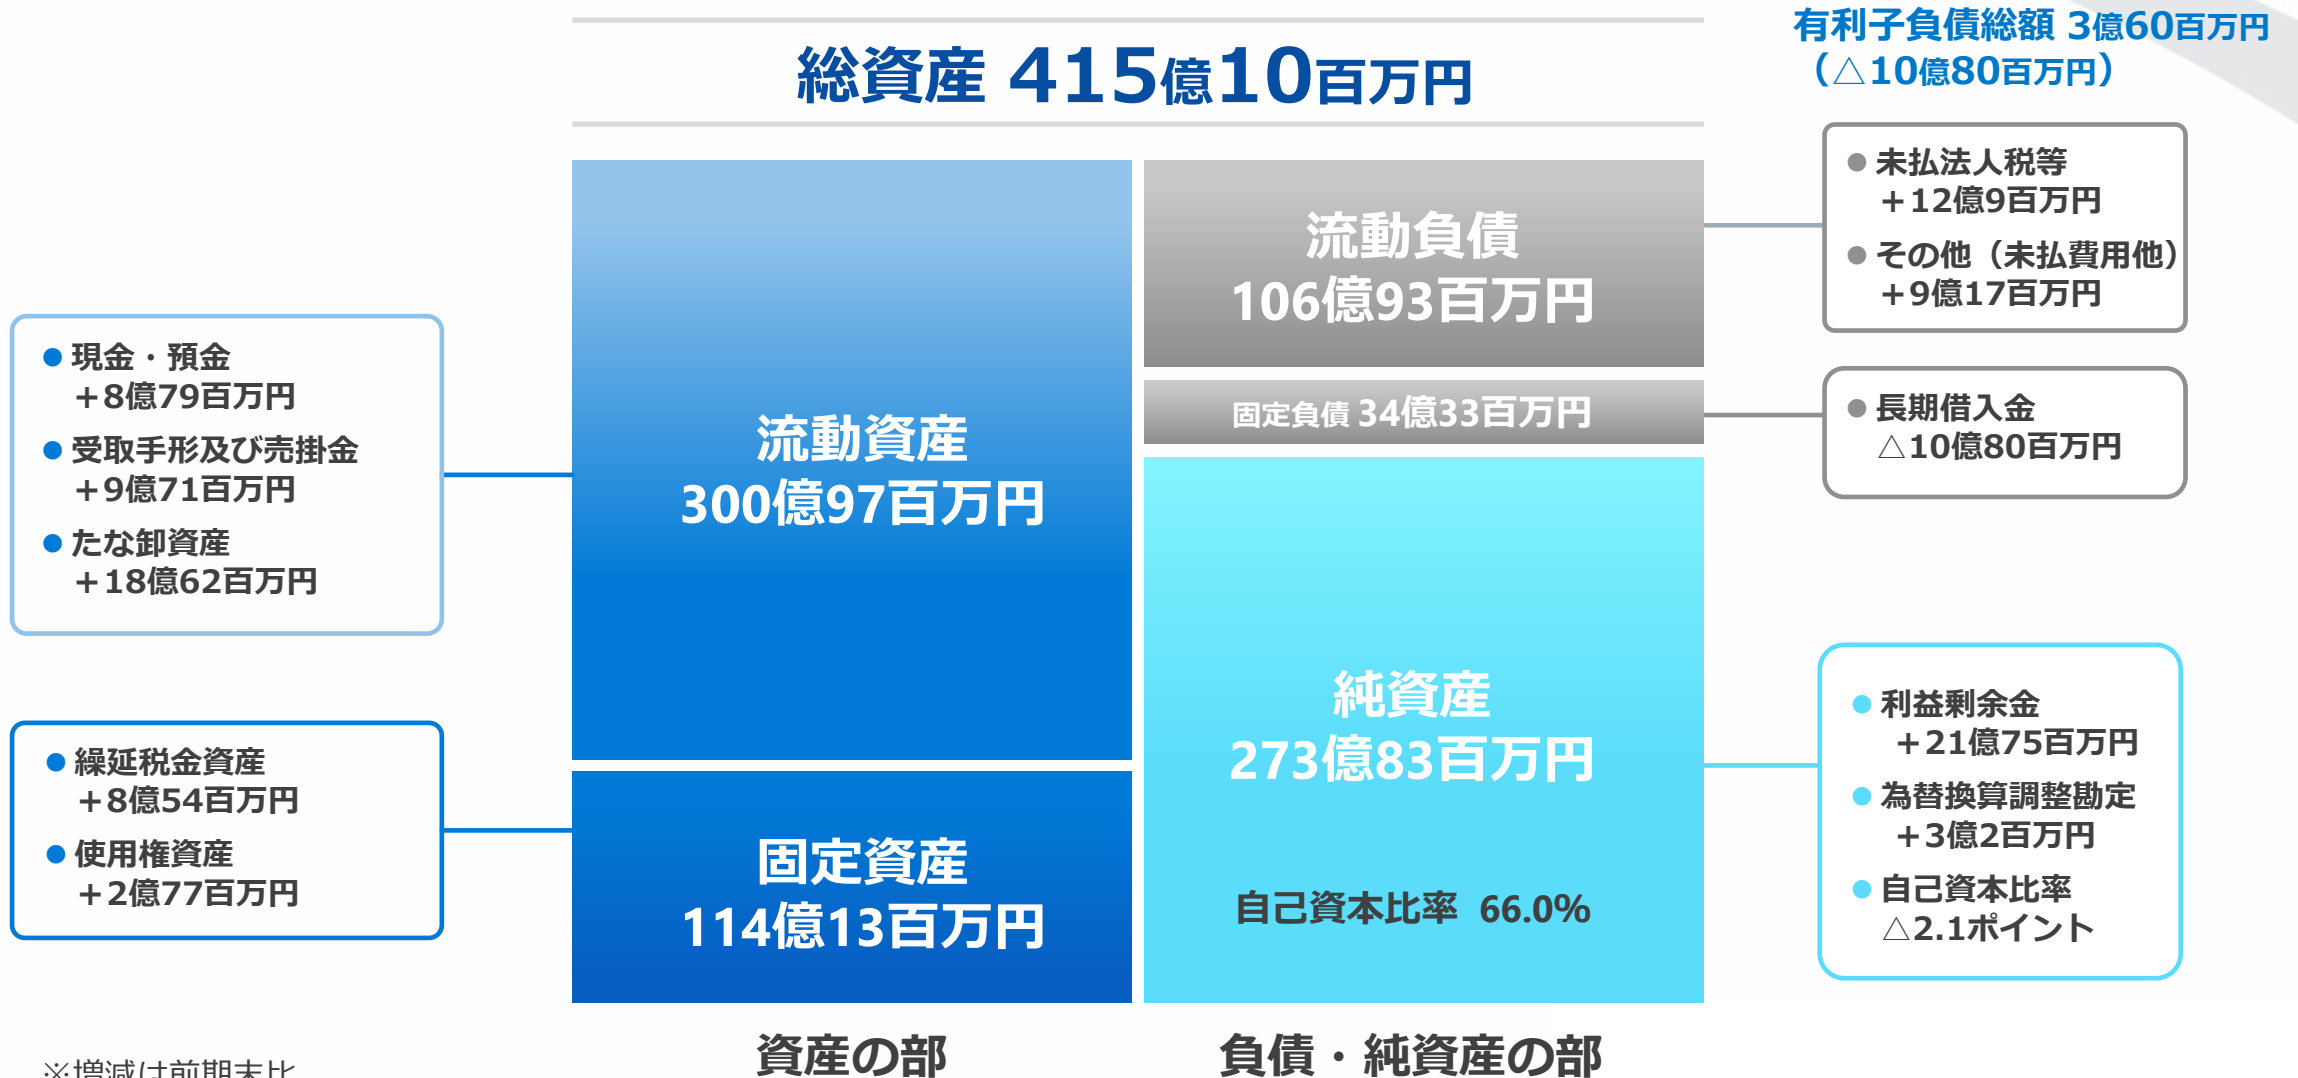 総資産 415億10百万円
有利子負債総額 3億60百万円
（△10億80百万円）
現金・預金
+8億79百万円
受取手形及び売掛金
+9億71百万円
たな卸資産
+18億62百万円
繰延税金資産
+8億54百万円
使用権資産
+2億77百万円
流動資産
300億97百万円
固定資産
114億13百万円
資産の部
流動負債
106億93百万円
固定負債 34億33百万円
純資産
273億83百万円
自己資本比率 66.0%
負債・純資産の部
未払法人税等
+12億9百万円
その他（未払費用他）
+9億17百万円
長期借入金
△10億80百万円
利益剰余金
+21億75百万円
為替換算調整勘定
+3億2百万円
自己資本比率
△2.1ポイント
※増減は前期末比